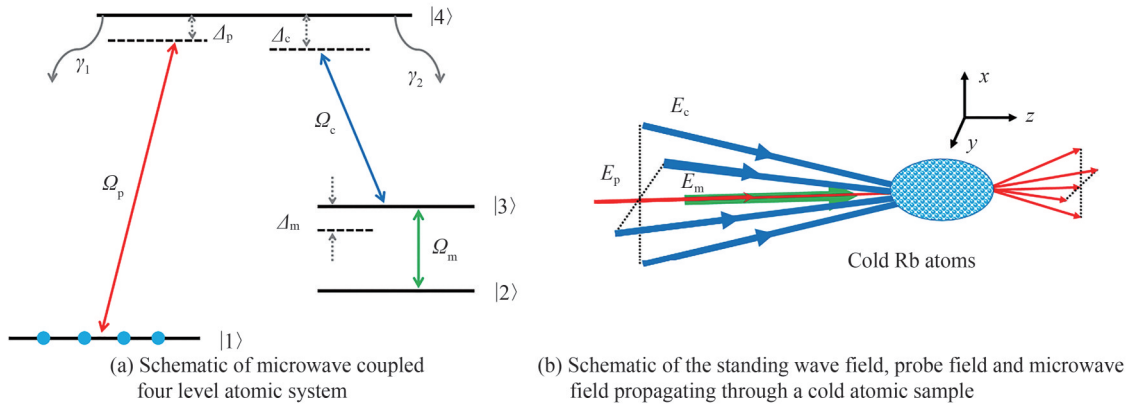 |4⟩
Δp
Δc
γ1
γ2
Ωc
Ωp
|3⟩
Δm
Ωm
|2⟩
|1⟩
(a) Schematic of microwave coupled
four level atomic system
x
z
y
Ec
Ep
Em
Cold Rb atoms
(b) Schematic of the standing wave field, probe field and microwave
field propagating through a cold atomic sample